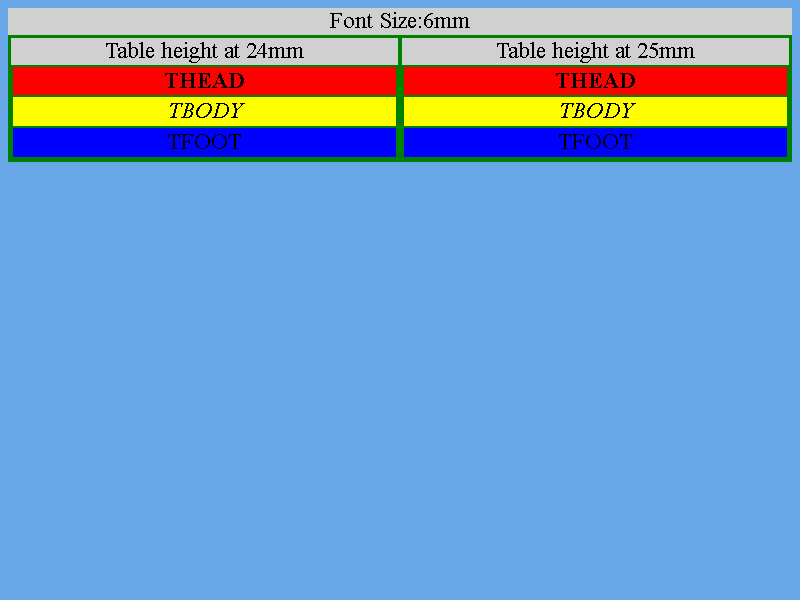 Font Size:6mm
Table height at 24mm Table height at 25mm
THEAD THEAD
TBODY TBODY
TFOOT TFOOT